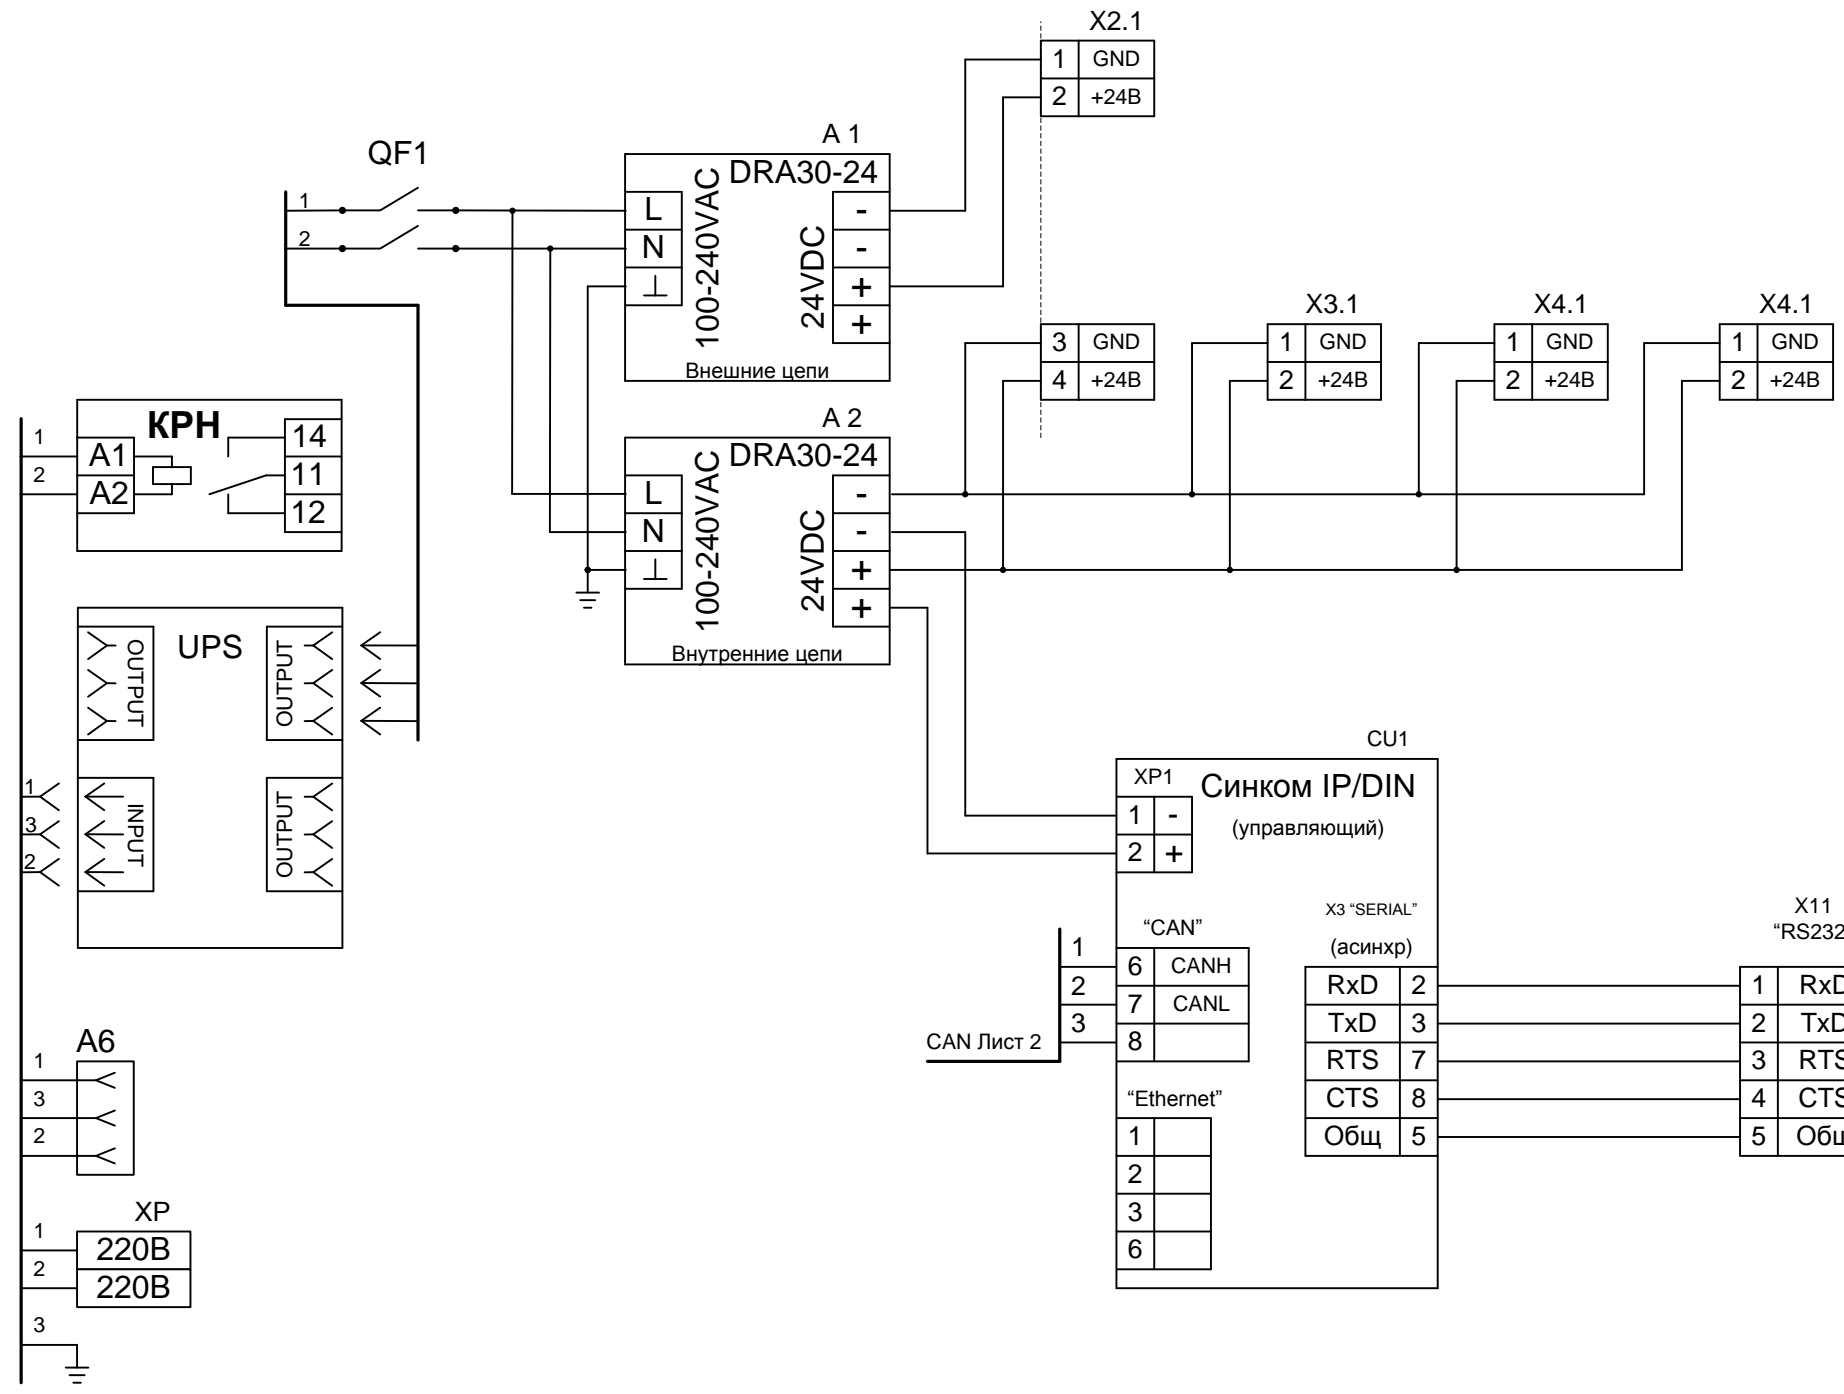 X2.1
1 GND
2 +24В
QF1
1
2
A 1
DRA30-24
100-240VAC
L
N
⊥
24VDC
-
-
+
+
Внешние цепи
3 GND
4 +24В
X3.1
1 GND
2 +24В
X4.1
1 GND
2 +24В
X4.1
1 GND
2 +24В
A 2
DRA30-24
100-240VAC
L
N
⊥
24VDC
-
-
+
+
Внутренние цепи
КРН
1
2
A1
A2
14
11
12
UPS
OUTPUT
OUTPUT
INPUT
OUTPUT
1
3
2
A6
1
3
2
XP
1 220В
2 220В
3
CU1
XP1
Синком IP/DIN
(управляющий)
1 -
2 +
“CAN”
1
2
3
6 CANH
7 CANL
8
CAN Лист 2
“Ethernet”
1
2
3
6
X3 “SERIAL”
(асинхр)
RxD 2
TxD 3
RTS 7
CTS 8
Общ 5
X11
“RS232
1 RxD
2 TxD
3 RTS
4 CTS
5